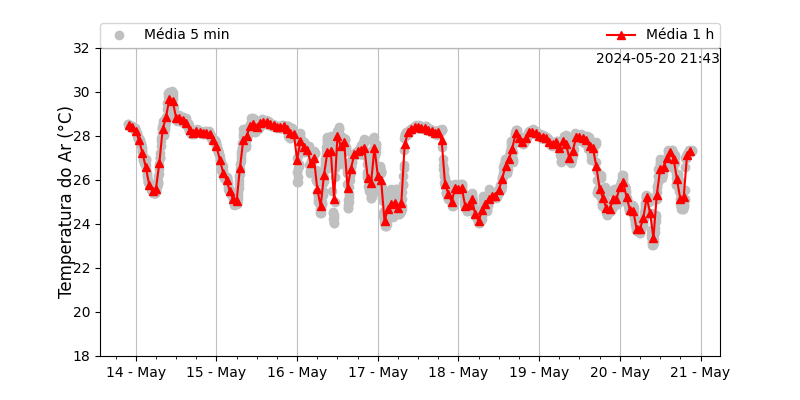 Média 5 min
Média 1 h
2024-05-20 21:43
Temperatura do Ar (°C)
32
30
28
26
24
22
20
18
14 - May
15 - May
16 - May
17 - May
18 - May
19 - May
20 - May
21 - May